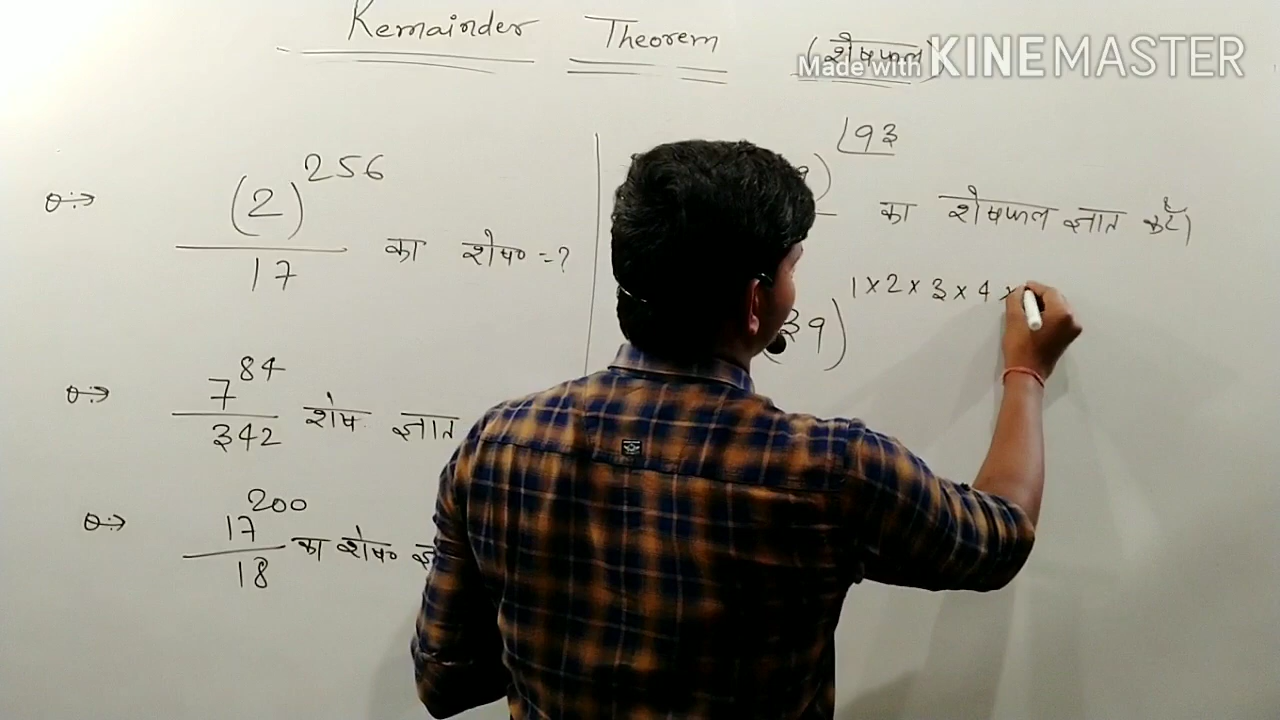 Remainder Theorem (शेषफल)
Made with KINEMASTER
Q:→ (2)^256 / 17 का शेष० = ?
Q:→ 7^84 / 342 शेष ज्ञात
Q:→ 17^200 / 18 का शेष०
9) ⌊93 का शेषफल ज्ञात करें।
(39)^1×2×3×4×